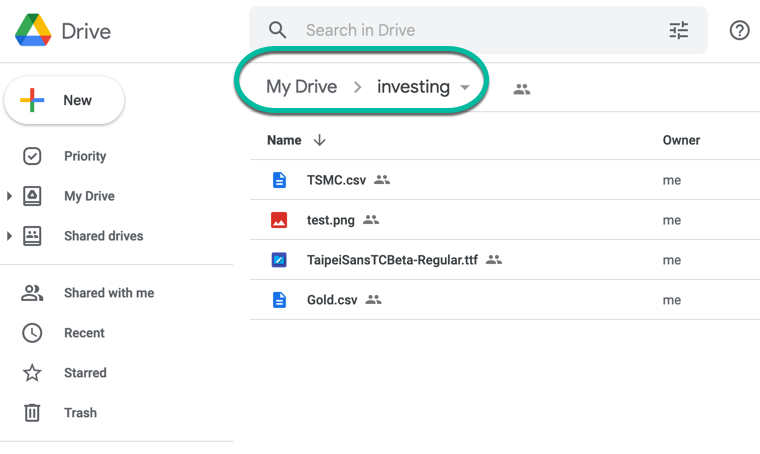 Drive
Search in Drive
My Drive > investing
New
Name
Owner
Priority
TSMC.csv
me
My Drive
test.png
me
Shared drives
TaipeiSansTCBeta-Regular.ttf
me
Shared with me
Gold.csv
me
Recent
Starred
Trash